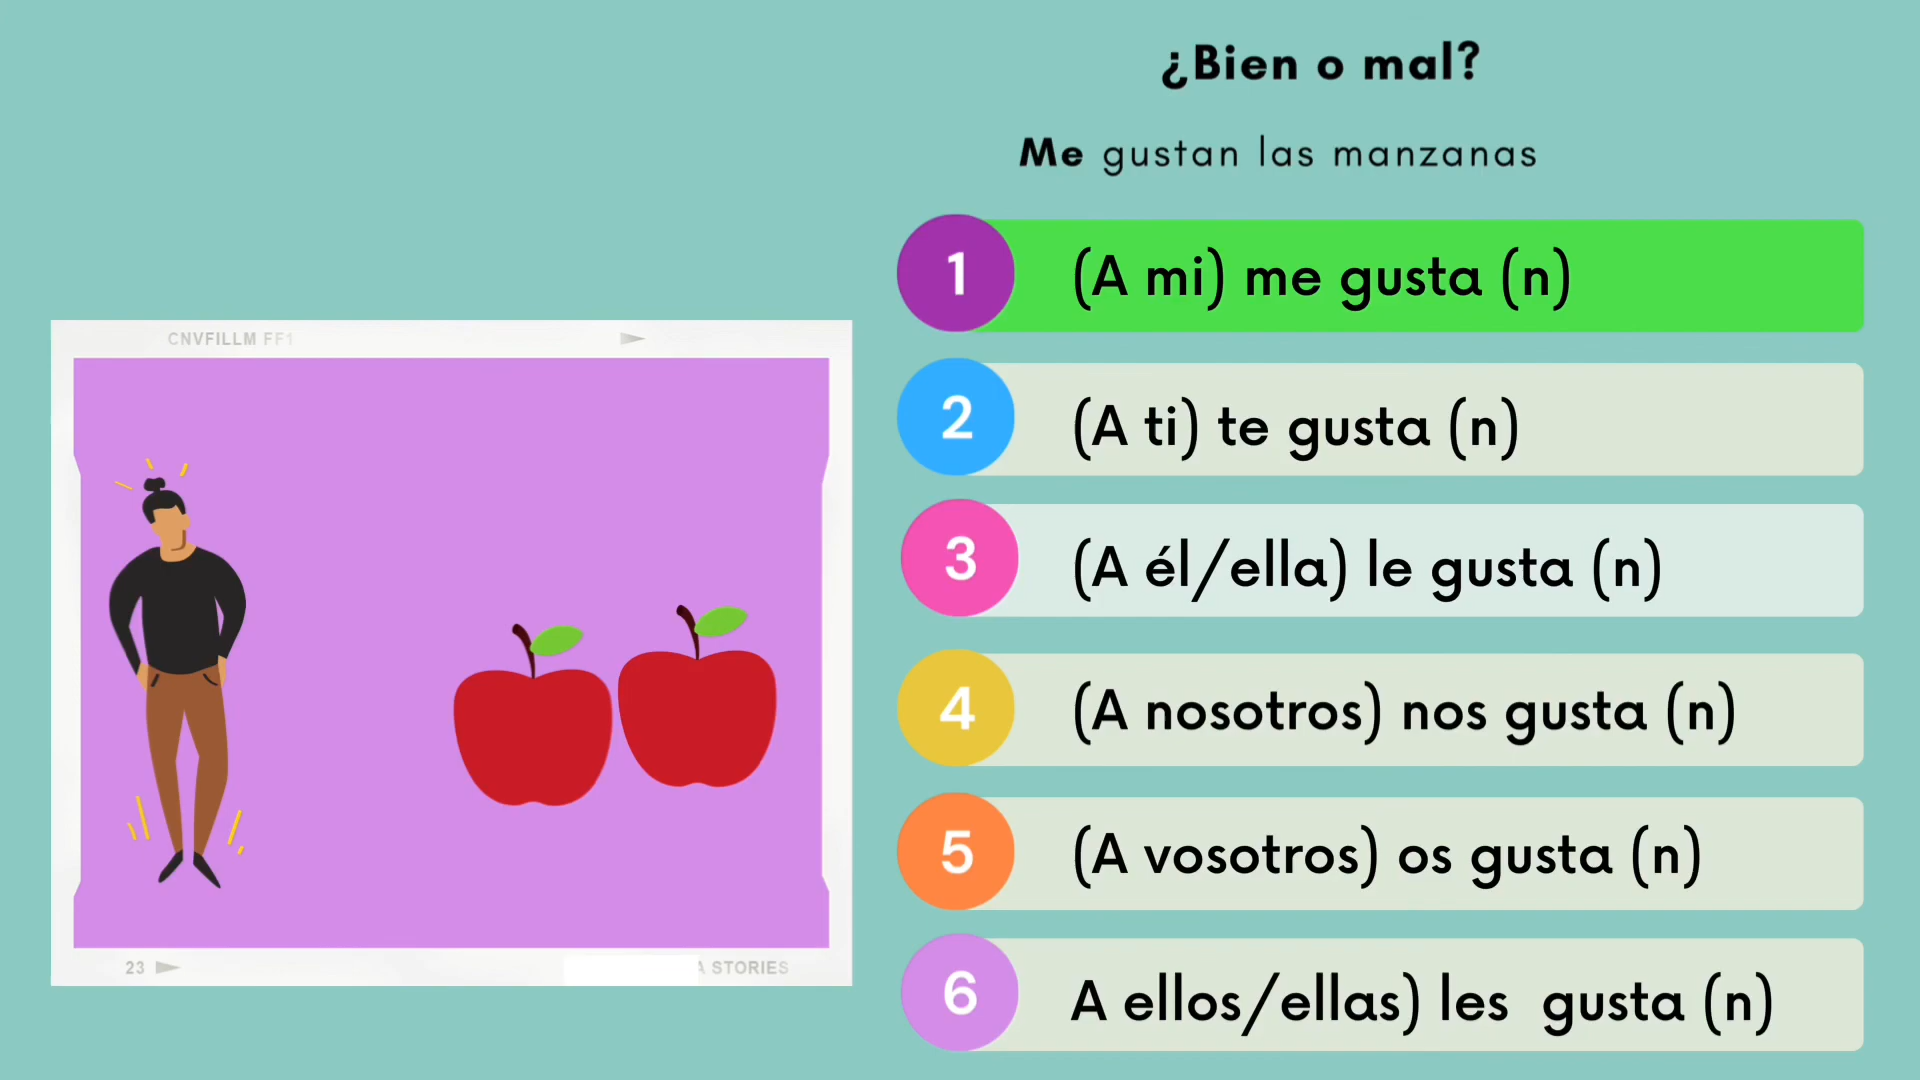 ¿Bien o mal?
Me gustan las manzanas
1 (A mi) me gusta (n)
2 (A ti) te gusta (n)
3 (A él/ella) le gusta (n)
4 (A nosotros) nos gusta (n)
5 (A vosotros) os gusta (n)
6 A ellos/ellas) les gusta (n)
CNVFILLM FF1
23
A STORIES